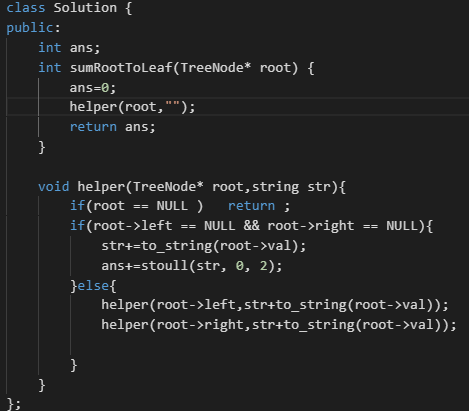 class Solution {
public:
    int ans;
    int sumRootToLeaf(TreeNode* root) {
        ans=0;
        helper(root,"");
        return ans;
    }

    void helper(TreeNode* root,string str){
        if(root == NULL )   return ;
        if(root->left == NULL && root->right == NULL){
            str+=to_string(root->val);
            ans+=stoull(str, 0, 2);
        }else{
            helper(root->left,str+to_string(root->val));
            helper(root->right,str+to_string(root->val));

        }
    }
};